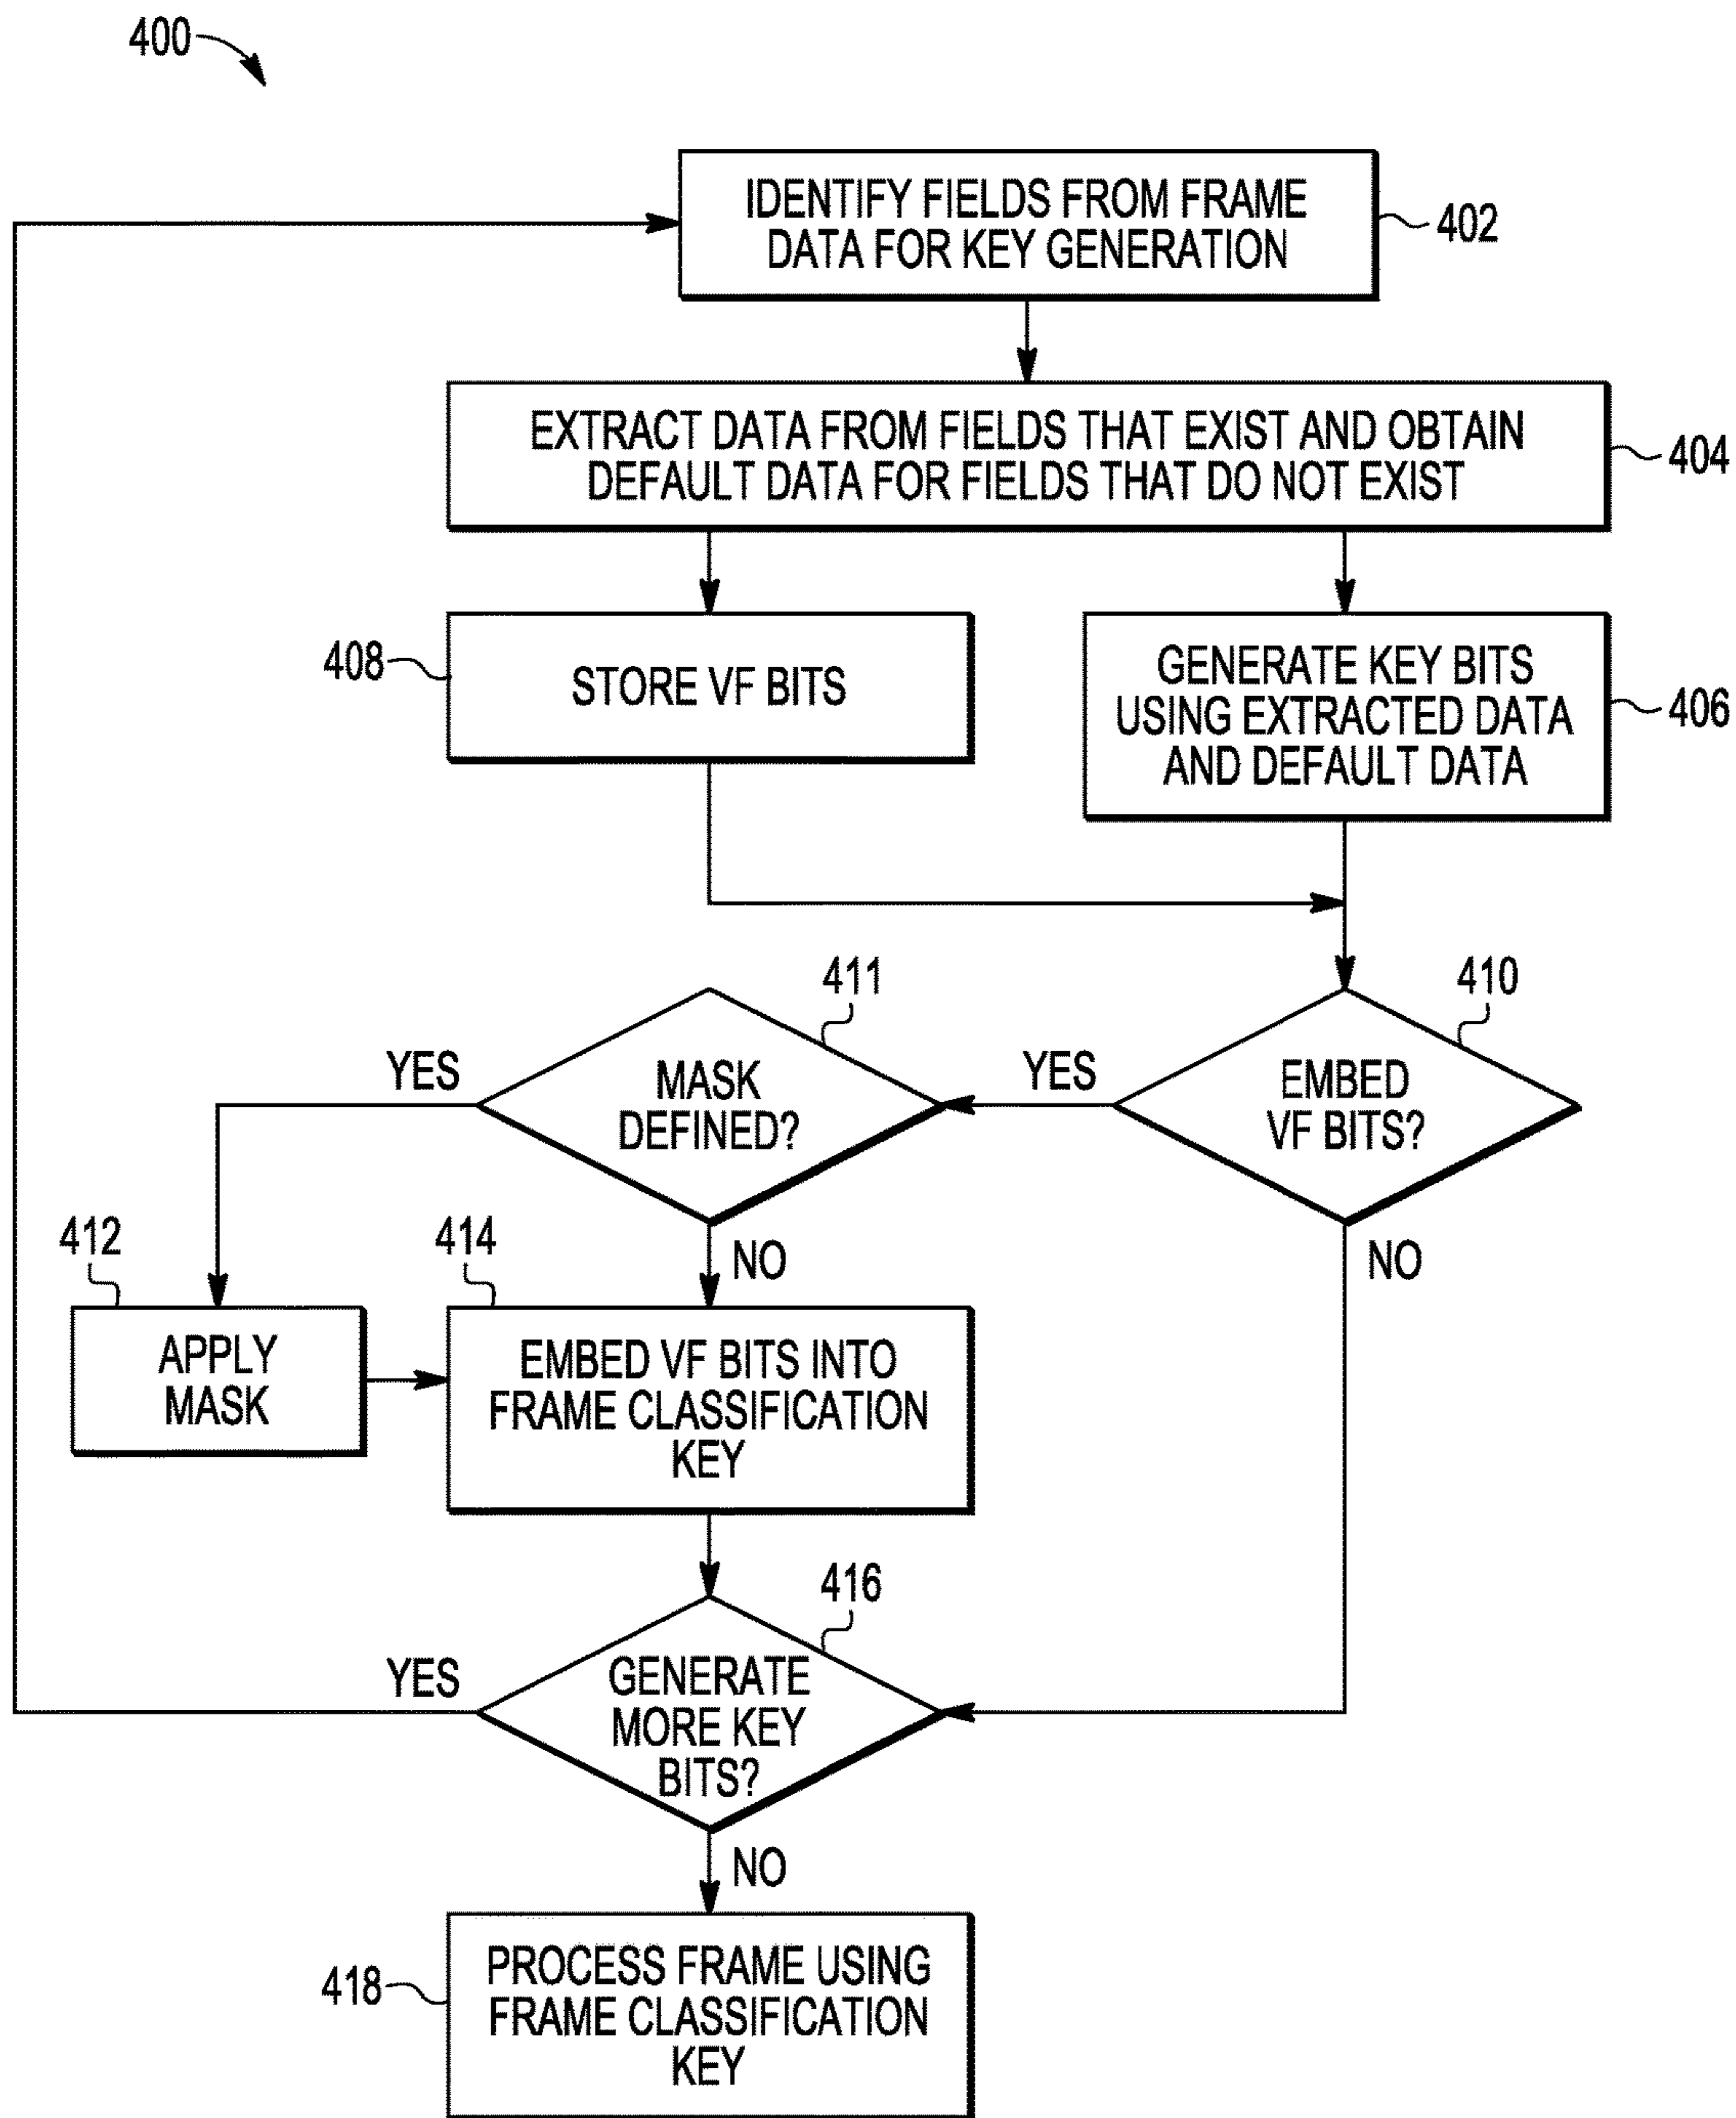 400
IDENTIFY FIELDS FROM FRAME
DATA FOR KEY GENERATION
402
EXTRACT DATA FROM FIELDS THAT EXIST AND OBTAIN
DEFAULT DATA FOR FIELDS THAT DO NOT EXIST
404
408
STORE VF BITS
GENERATE KEY BITS
USING EXTRACTED DATA
AND DEFAULT DATA
406
411
410
YES
MASK
DEFINED?
YES
EMBED
VF BITS?
412
414
NO
NO
APPLY
MASK
EMBED VF BITS INTO
FRAME CLASSIFICATION
KEY
416
YES
GENERATE
MORE KEY
BITS?
NO
418
PROCESS FRAME USING
FRAME CLASSIFICATION
KEY